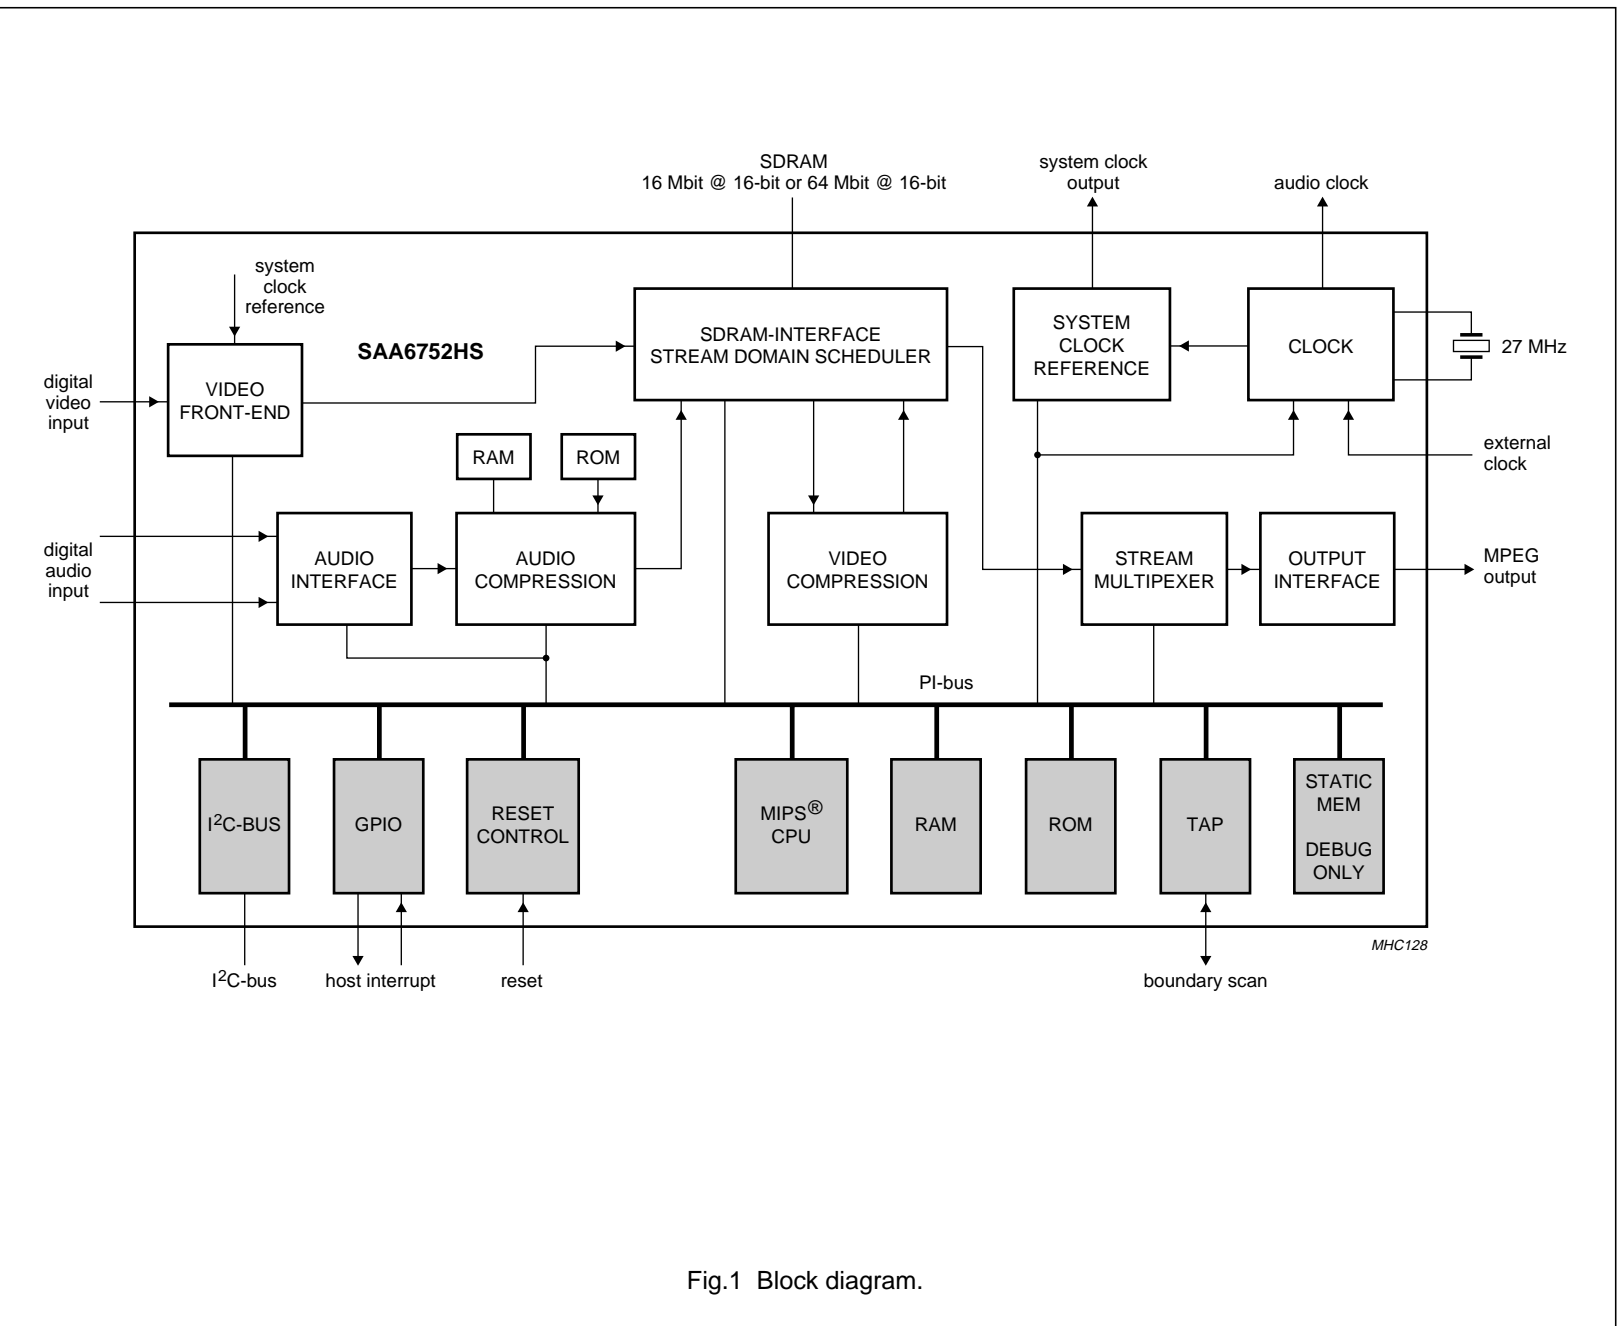 SDRAM
16 Mbit @ 16-bit or 64 Mbit @ 16-bit
system clock
output
audio clock
system
clock
reference
SAA6752HS
digital
video
input
VIDEO
FRONT-END
SDRAM-INTERFACE
STREAM DOMAIN SCHEDULER
SYSTEM
CLOCK
REFERENCE
CLOCK
27 MHz
external
clock
RAM
ROM
digital
audio
input
AUDIO
INTERFACE
AUDIO
COMPRESSION
VIDEO
COMPRESSION
STREAM
MULTIPEXER
OUTPUT
INTERFACE
MPEG
output
PI-bus
I2C-BUS
GPIO
RESET
CONTROL
MIPS®
CPU
RAM
ROM
TAP
STATIC
MEM
DEBUG
ONLY
MHC128
I2C-bus
host interrupt
reset
boundary scan
Fig.1 Block diagram.